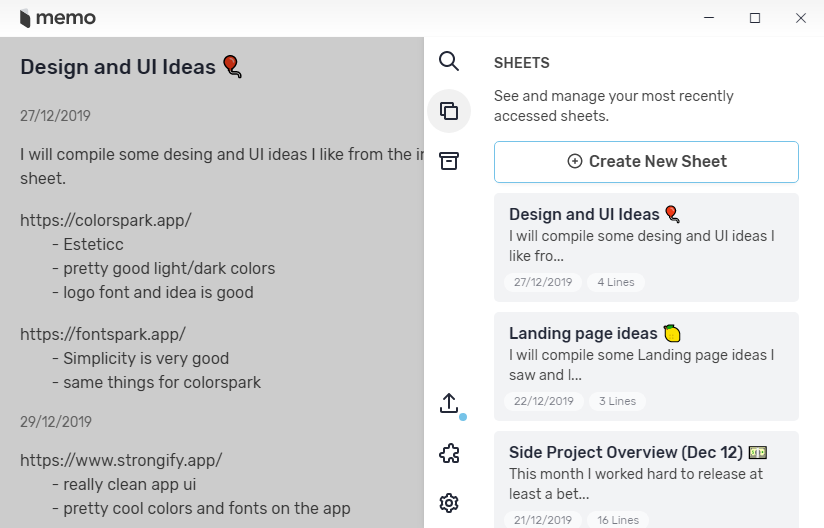 memo
Design and UI Ideas
27/12/2019
I will compile some desing and UI ideas I like from the
sheet.
https://colorspark.app/
- Esteticc
- pretty good light/dark colors
- logo font and idea is good
https://fontspark.app/
- Simplicity is very good
- same things for colorspark
29/12/2019
https://www.strongify.app/
- really clean app ui
- pretty cool colors and fonts on the app
SHEETS
See and manage your most recently
accessed sheets.
Create New Sheet
Design and UI Ideas
I will compile some desing and UI ideas I
like fro...
27/12/2019 4 Lines
Landing page ideas
I will compile some Landing page ideas I
saw and l...
22/12/2019 3 Lines
Side Project Overview (Dec 12)
This month I worked hard to release at
least a bet...
21/12/2019 16 Lines